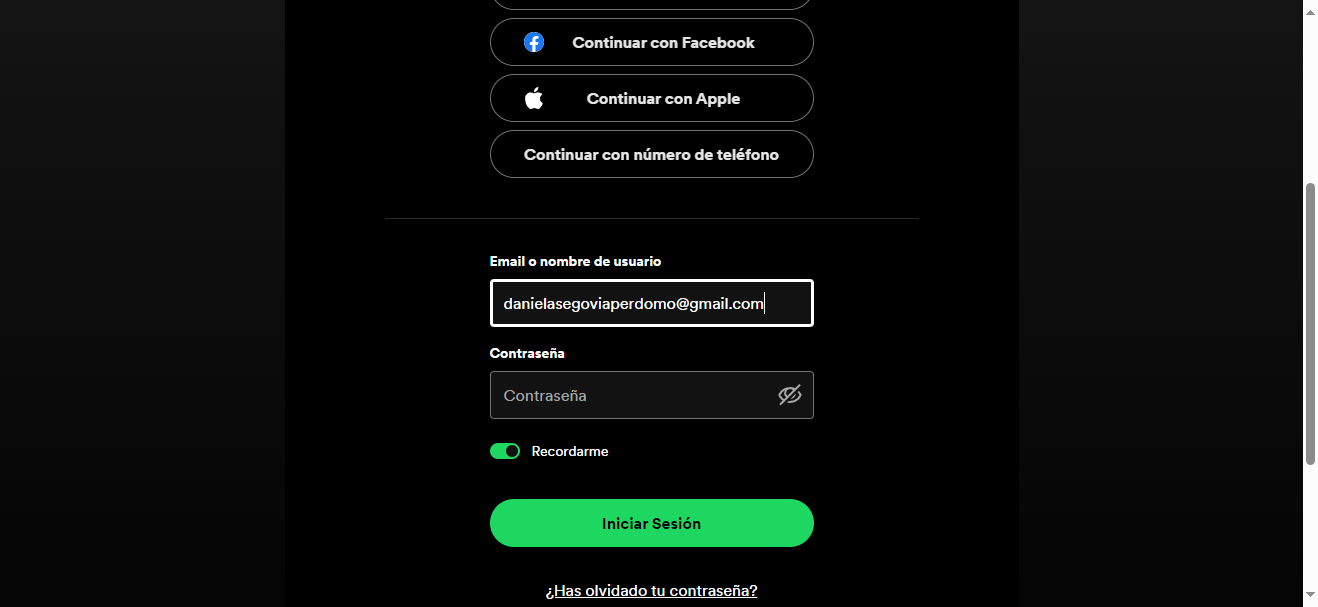 Continuar con Facebook
Continuar con Apple
Continuar con número de teléfono
Email o nombre de usuario
danielasegoviaperdomo@gmail.com
Contraseña
Contraseña
Recordarme
Iniciar Sesión
¿Has olvidado tu contraseña?